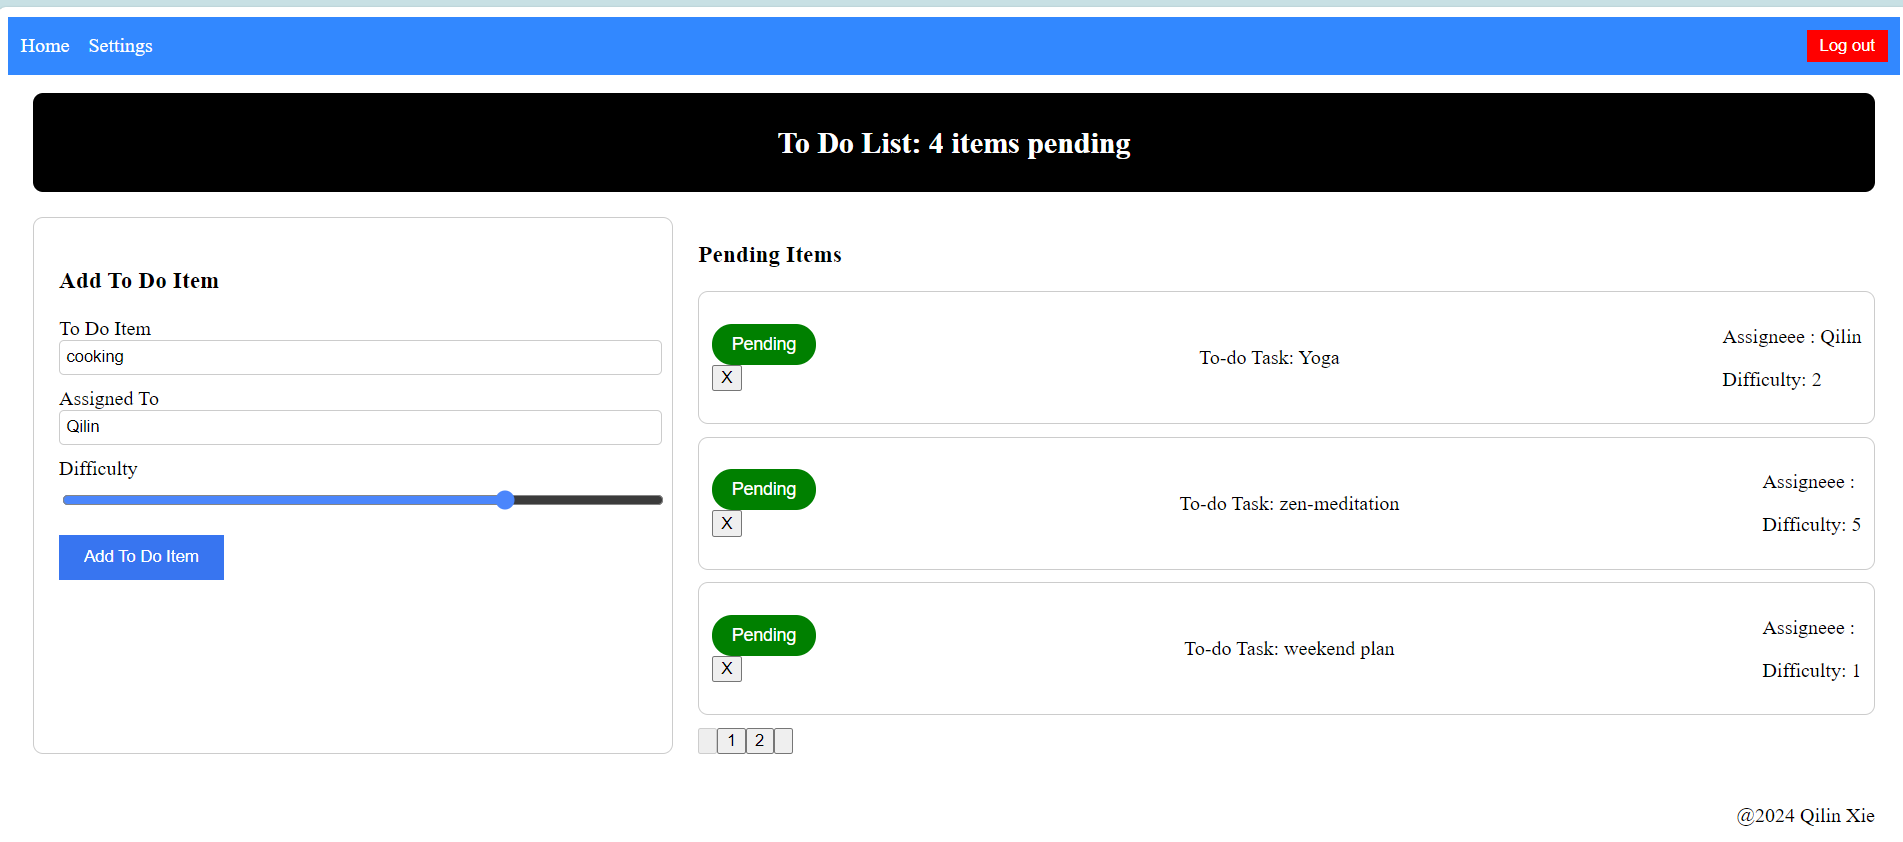 Home Settings Log out
To Do List: 4 items pending
Add To Do Item
To Do Item
cooking
Assigned To
Qilin
Difficulty
Add To Do Item
Pending Items
Pending
X
To-do Task: Yoga
Assigneee : Qilin
Difficulty: 2
Pending
X
To-do Task: zen-meditation
Assigneee :
Difficulty: 5
Pending
X
To-do Task: weekend plan
Assigneee :
Difficulty: 1
1 2
@2024 Qilin Xie